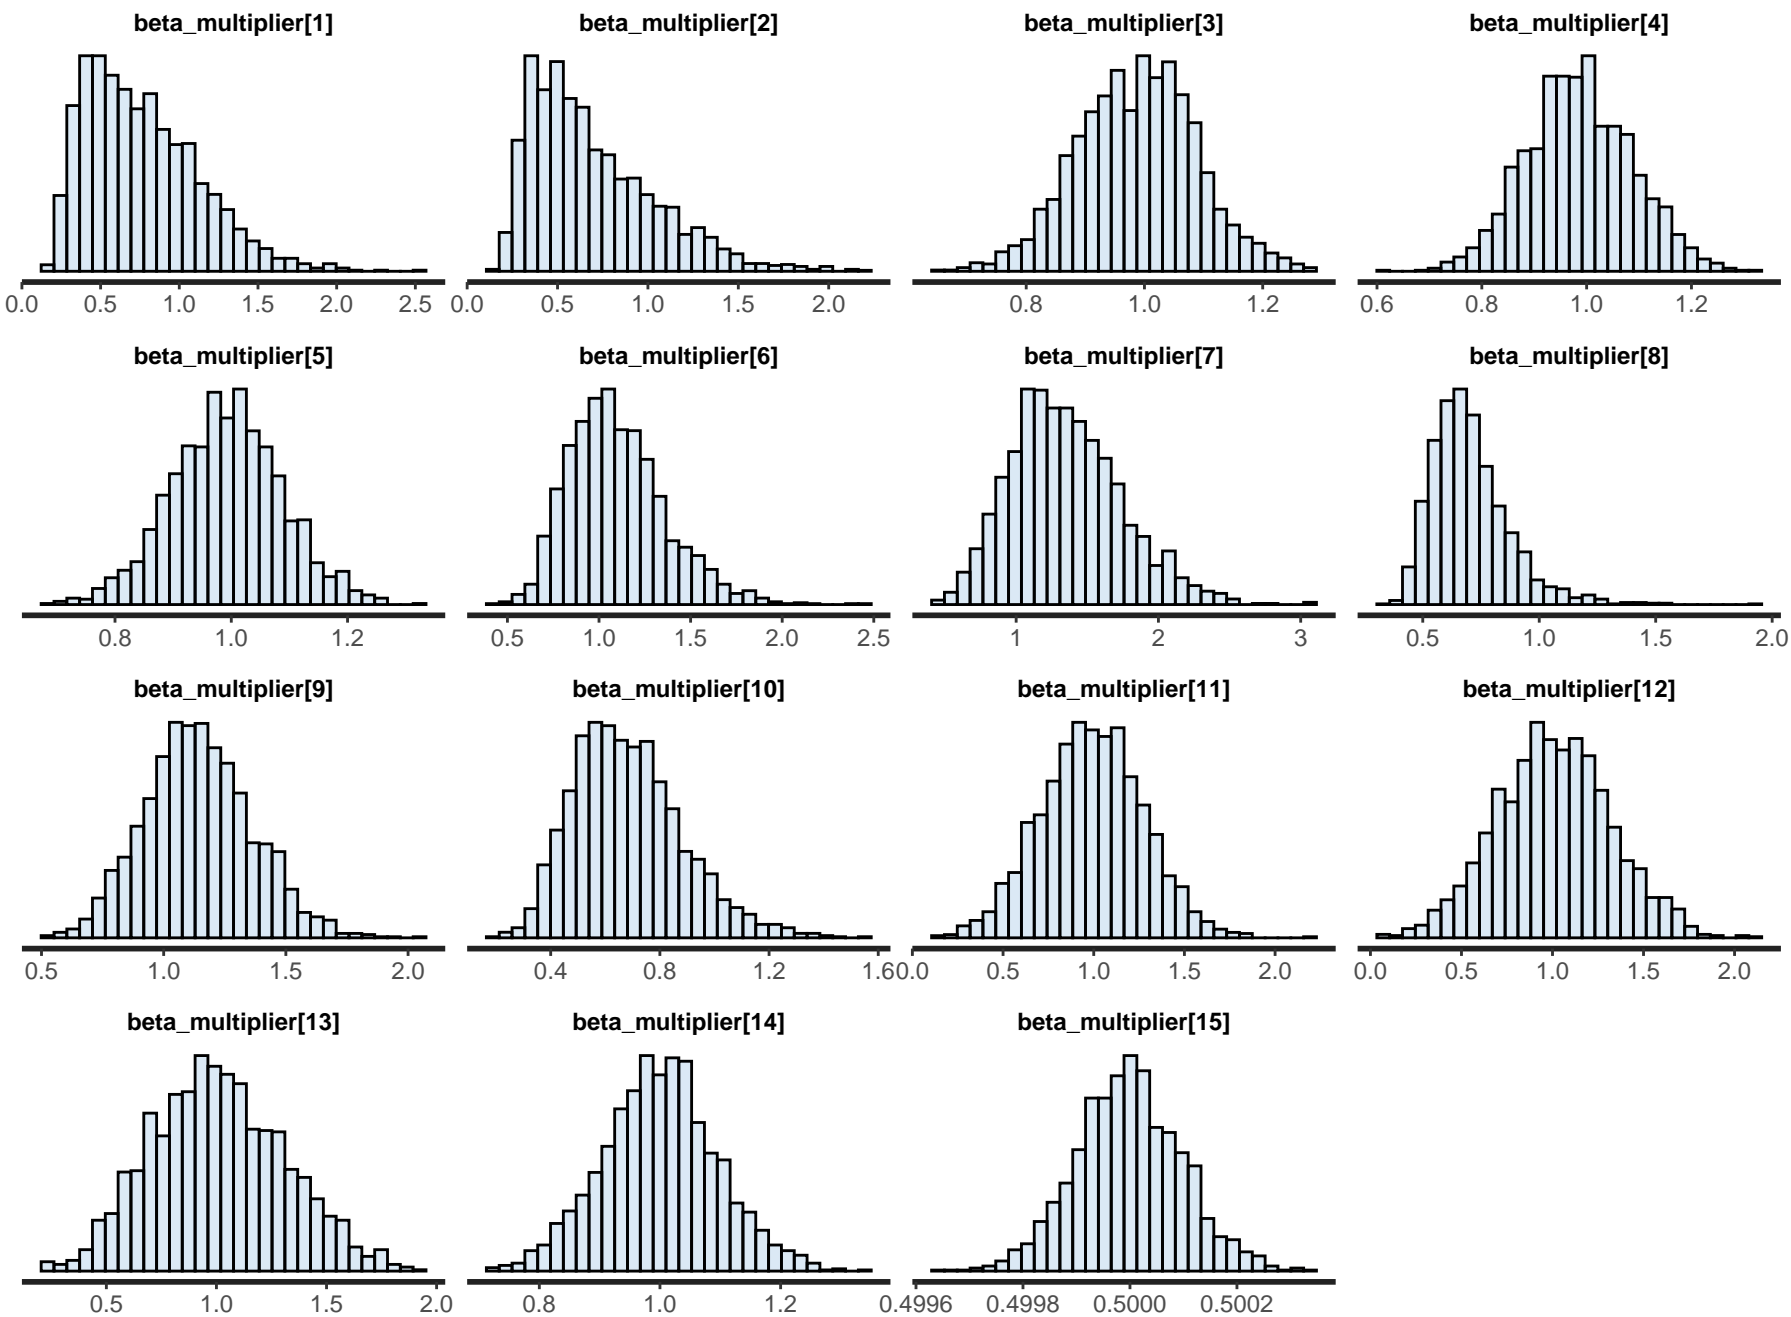 beta_multiplier[1] beta_multiplier[2] beta_multiplier[3] beta_multiplier[4]
0.0 0.5 1.0 1.5 2.0 2.5 0.0 0.5 1.0 1.5 2.0 0.8 1.0 1.2 0.6 0.8 1.0 1.2
beta_multiplier[5] beta_multiplier[6] beta_multiplier[7] beta_multiplier[8]
0.8 1.0 1.2 0.5 1.0 1.5 2.0 2.5 1 2 3 0.5 1.0 1.5 2.0
beta_multiplier[9] beta_multiplier[10] beta_multiplier[11] beta_multiplier[12]
0.5 1.0 1.5 2.0 0.4 0.8 1.2 1.6 0.0 0.5 1.0 1.5 2.0 0.0 0.5 1.0 1.5 2.0
beta_multiplier[13] beta_multiplier[14] beta_multiplier[15]
0.5 1.0 1.5 2.0 0.8 1.0 1.2 0.4996 0.4998 0.5000 0.5002